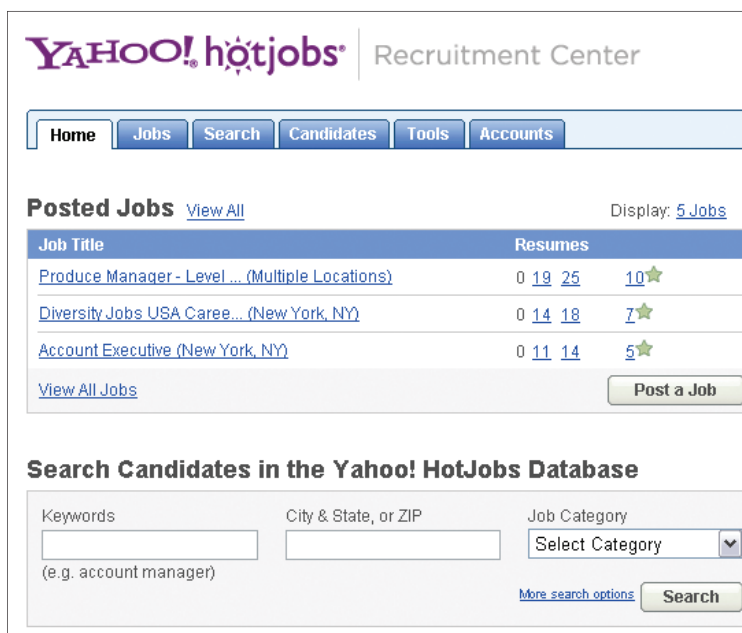 YAHOO! hotjobs® Recruitment Center
Home Jobs Search Candidates Tools Accounts
Posted Jobs View All Display: 5 Jobs
Job Title Resumes
Produce Manager - Level ... (Multiple Locations) 0 19 25 10
Diversity Jobs USA Caree... (New York, NY) 0 14 18 7
Account Executive (New York, NY) 0 11 14 5
View All Jobs Post a Job
Search Candidates in the Yahoo! HotJobs Database
Keywords City & State, or ZIP Job Category
Select Category
(e.g. account manager)
More search options Search